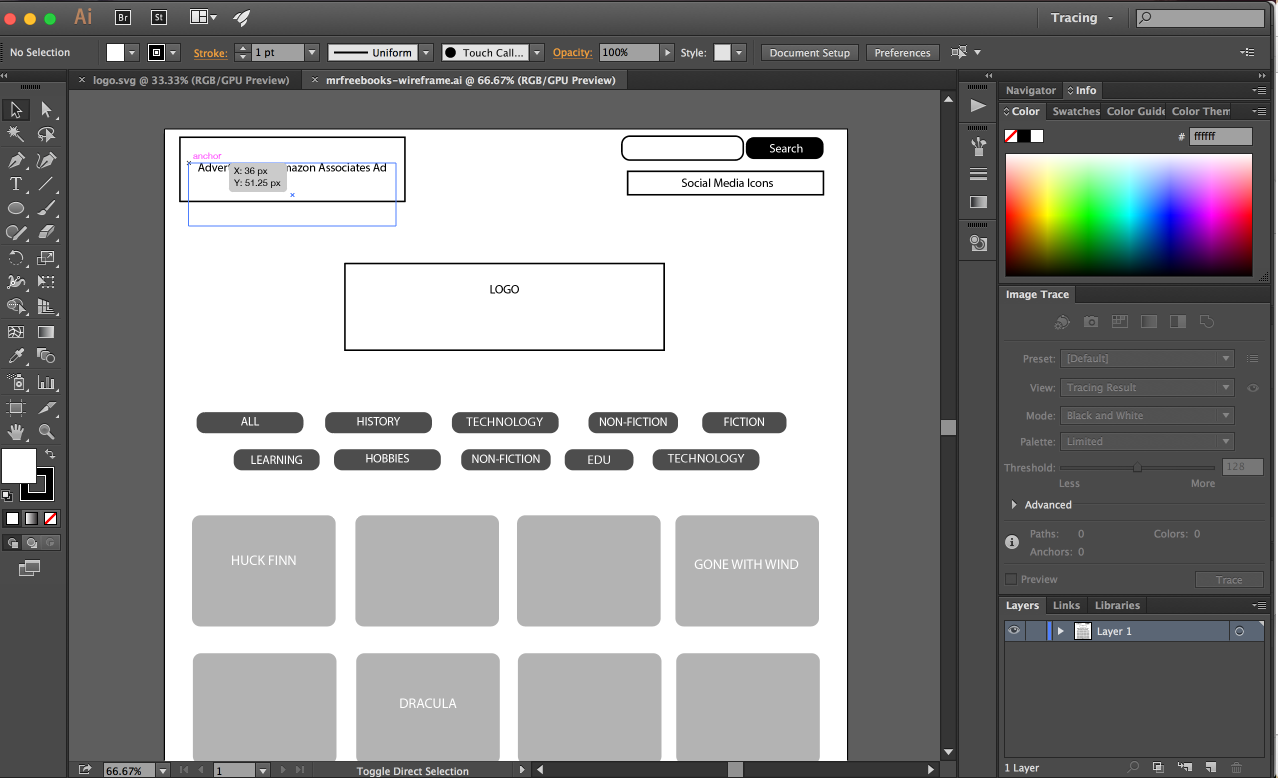 Ai Br St Tracing
No Selection Stroke: 1 pt Uniform Touch Call... Opacity: 100% Style: Document Setup Preferences
× logo.svg @ 33.33% (RGB/GPU Preview) × mrfreebooks-wireframe.ai @ 66.67% (RGB/GPU Preview)
anchor
X: 36 px
Y: 51.25 px
Associates Ad
Search
Social Media Icons
LOGO
ALL HISTORY TECHNOLOGY NON-FICTION FICTION
LEARNING HOBBIES NON-FICTION EDU TECHNOLOGY
HUCK FINN GONE WITH WIND
DRACULA
66.67% 1 Toggle Direct Selection
Navigator Info
Color Swatches Color Guide Color Them
# ffffff
Image Trace
Preset: [Default]
View: Tracing Result
Mode: Black and White
Palette: Limited
Threshold: 128
Less More
Advanced
Paths: 0 Colors: 0
Anchors: 0
Preview Trace
Layers Links Libraries
Layer 1
1 Layer